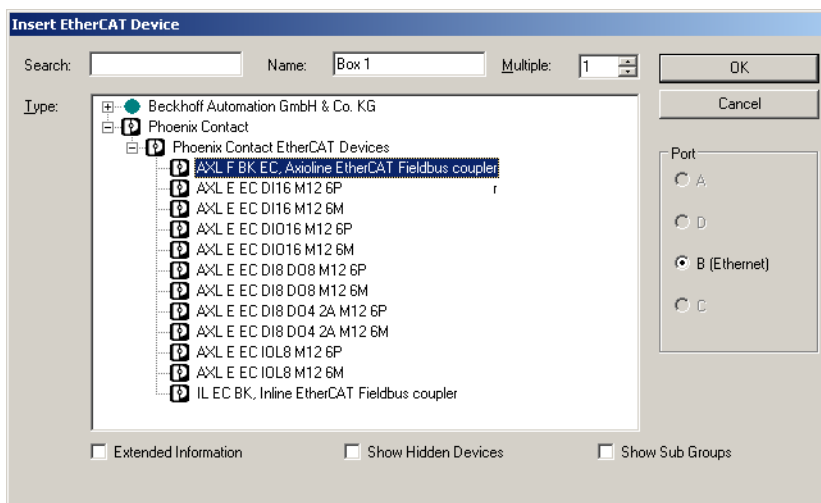 Insert EtherCAT Device
Search: Name: Box 1 Multiple: 1 OK
Type: Cancel
Beckhoff Automation GmbH & Co. KG
Phoenix Contact
Phoenix Contact EtherCAT Devices
AXL F BK EC, Axioline EtherCAT Fieldbus coupler
AXL E EC DI16 M12 6P r
AXL E EC DI16 M12 6M
AXL E EC DIO16 M12 6P
AXL E EC DIO16 M12 6M
AXL E EC DI8 DO8 M12 6P
AXL E EC DI8 DO8 M12 6M
AXL E EC DI8 DO4 2A M12 6P
AXL E EC DI8 DO4 2A M12 6M
AXL E EC IOL8 M12 6P
AXL E EC IOL8 M12 6M
IL EC BK, Inline EtherCAT Fieldbus coupler
Port
A
D
B (Ethernet)
C
Extended Information Show Hidden Devices Show Sub Groups